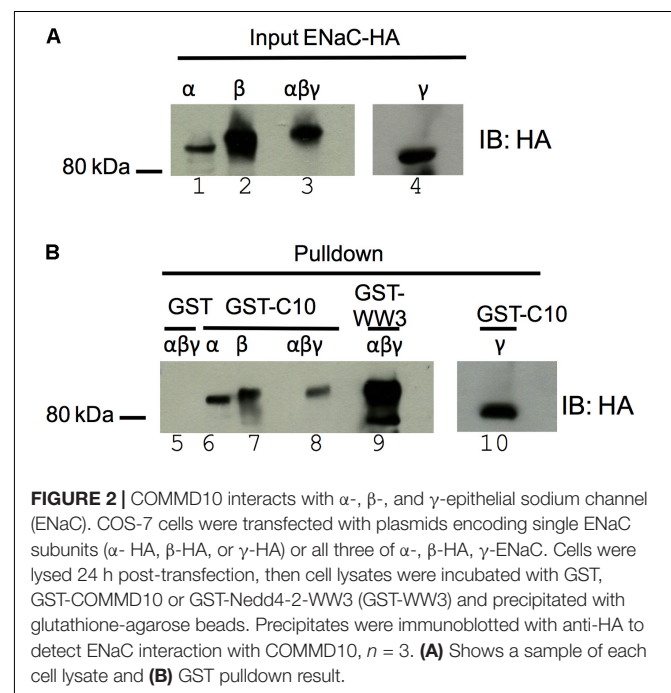 A
Input ENaC-HA
α β αβγ γ
IB: HA
80 kDa
1 2 3 4
B
Pulldown
GST GST-C10 GST-WW3 GST-C10
αβγ α β αβγ αβγ γ
IB: HA
80 kDa
5 6 7 8 9 10
FIGURE 2 | COMMD10 interacts with α-, β-, and γ-epithelial sodium channel
(ENaC). COS-7 cells were transfected with plasmids encoding single ENaC
subunits (α- HA, β-HA, or γ-HA) or all three of α-, β-HA, γ-ENaC. Cells were
lysed 24 h post-transfection, then cell lysates were incubated with GST,
GST-COMMD10 or GST-Nedd4-2-WW3 (GST-WW3) and precipitated with
glutathione-agarose beads. Precipitates were immunoblotted with anti-HA to
detect ENaC interaction with COMMD10, n = 3. (A) Shows a sample of each
cell lysate and (B) GST pulldown result.